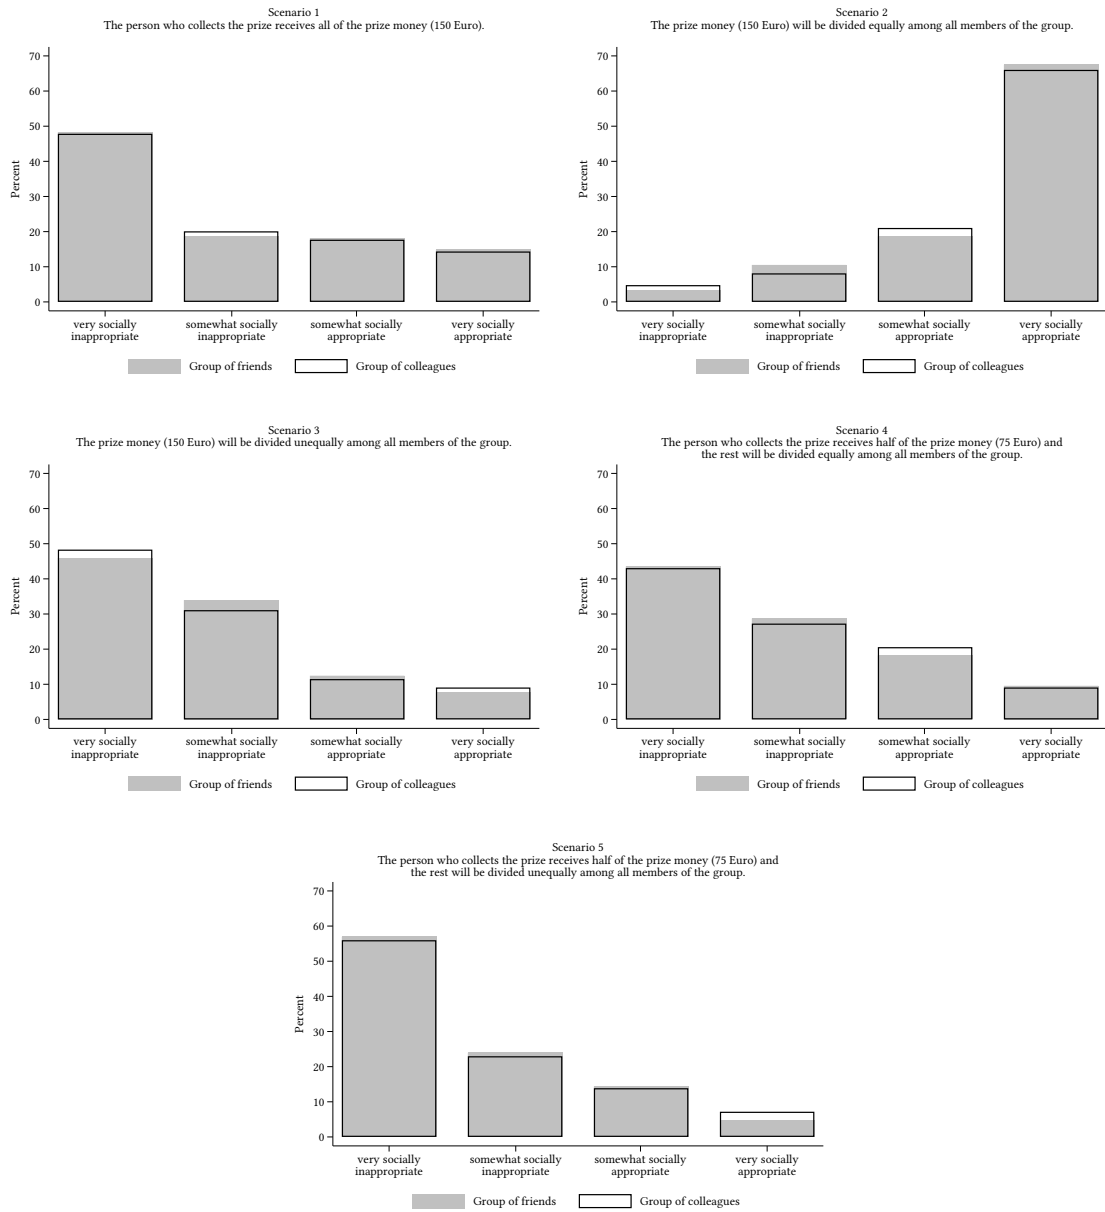 Scenario 1
The person who collects the prize receives all of the prize money (150 Euro).
70
60
50
40
30
20
10
0
Percent
very socially
inappropriate
somewhat socially
inappropriate
somewhat socially
appropriate
very socially
appropriate
Group of friends
Group of colleagues
Scenario 2
The prize money (150 Euro) will be divided equally among all members of the group.
70
60
50
40
30
20
10
0
Percent
very socially
inappropriate
somewhat socially
inappropriate
somewhat socially
appropriate
very socially
appropriate
Group of friends
Group of colleagues
Scenario 3
The prize money (150 Euro) will be divided unequally among all members of the group.
70
60
50
40
30
20
10
0
Percent
very socially
inappropriate
somewhat socially
inappropriate
somewhat socially
appropriate
very socially
appropriate
Group of friends
Group of colleagues
Scenario 4
The person who collects the prize receives half of the prize money (75 Euro) and
the rest will be divided equally among all members of the group.
70
60
50
40
30
20
10
0
Percent
very socially
inappropriate
somewhat socially
inappropriate
somewhat socially
appropriate
very socially
appropriate
Group of friends
Group of colleagues
Scenario 5
The person who collects the prize receives half of the prize money (75 Euro) and
the rest will be divided unequally among all members of the group.
70
60
50
40
30
20
10
0
Percent
very socially
inappropriate
somewhat socially
inappropriate
somewhat socially
appropriate
very socially
appropriate
Group of friends
Group of colleagues